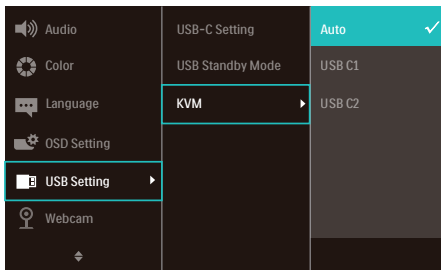 Audio
Color
Language
OSD Setting
USB Setting
Webcam
USB-C Setting
USB Standby Mode
KVM
Auto
USB C1
USB C2